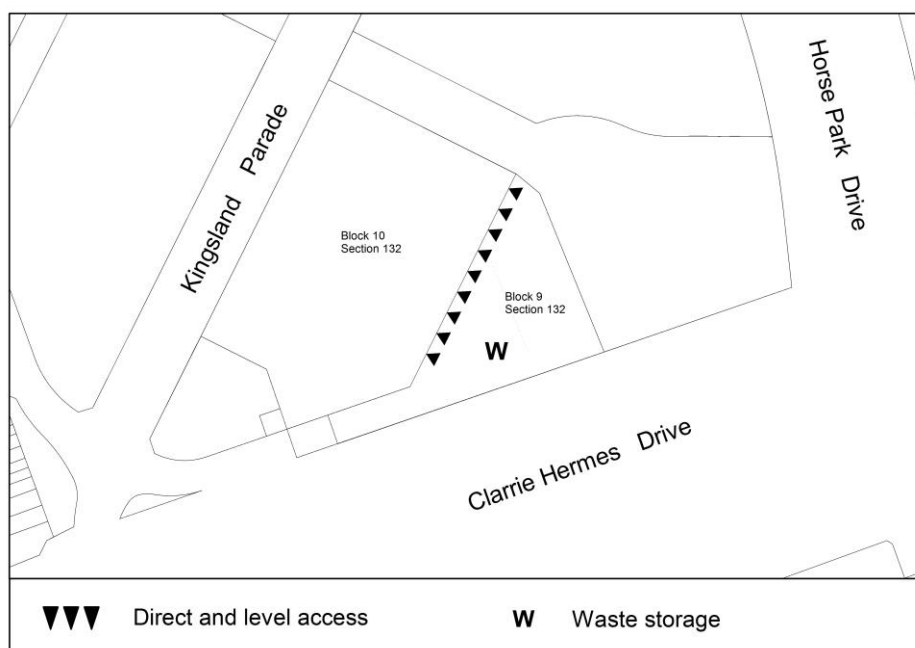 Kingsland Parade
Horse Park Drive
Block 10
Section 132
Block 9
Section 132
W
Clarrie Hermes Drive
Direct and level access
W Waste storage